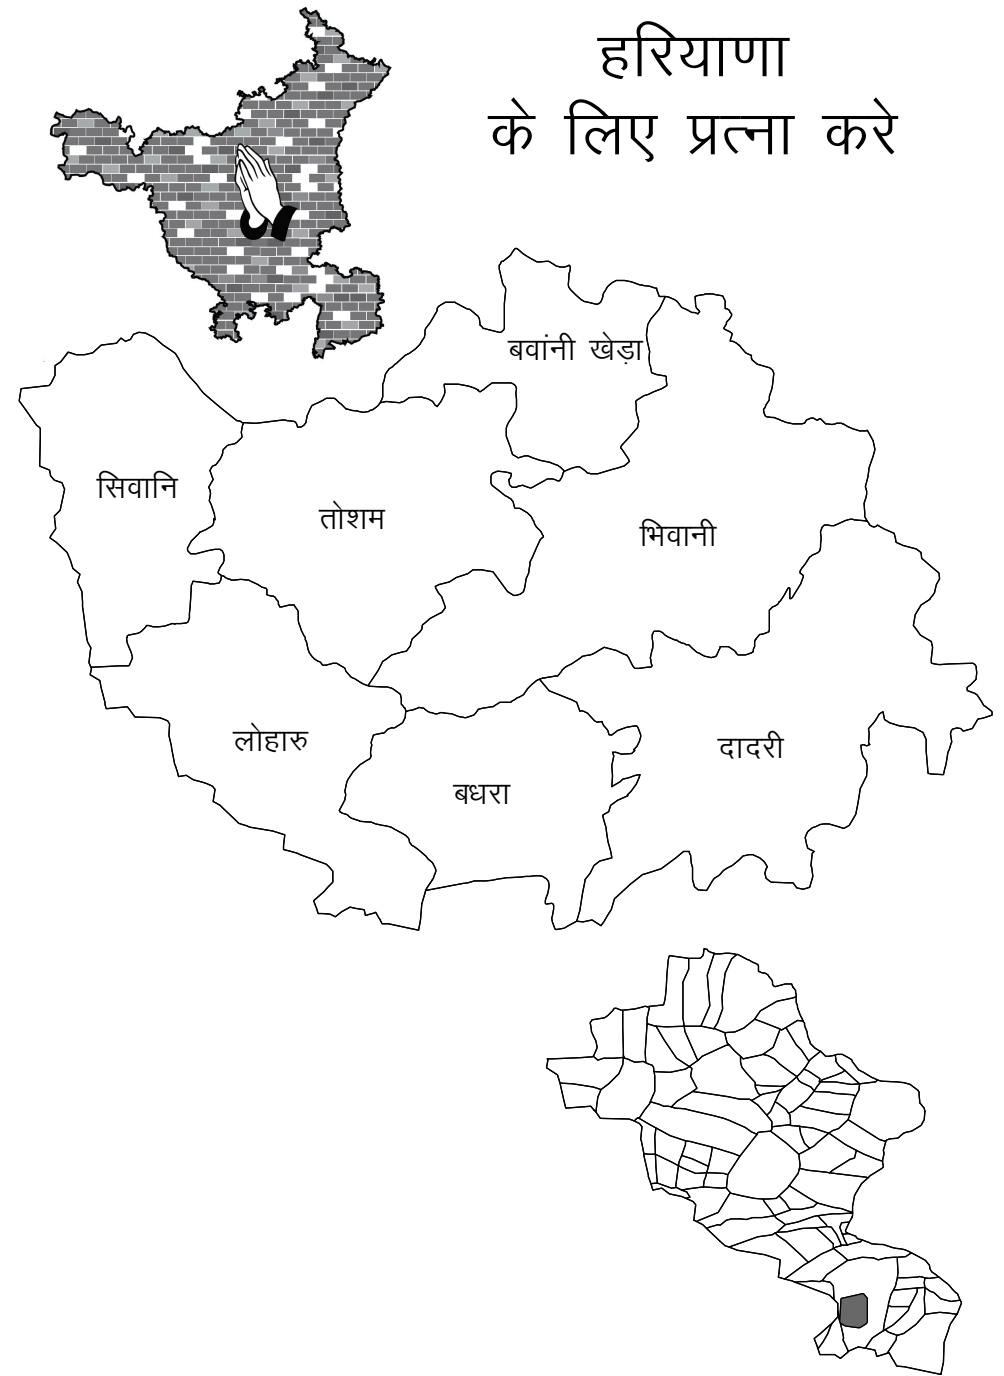 हरियाणा
के लिए प्रत्ना करे
बवांनी खेड़ा
सिवानि
तोशम
भिवानी
लोहारु
दादरी
बधरा